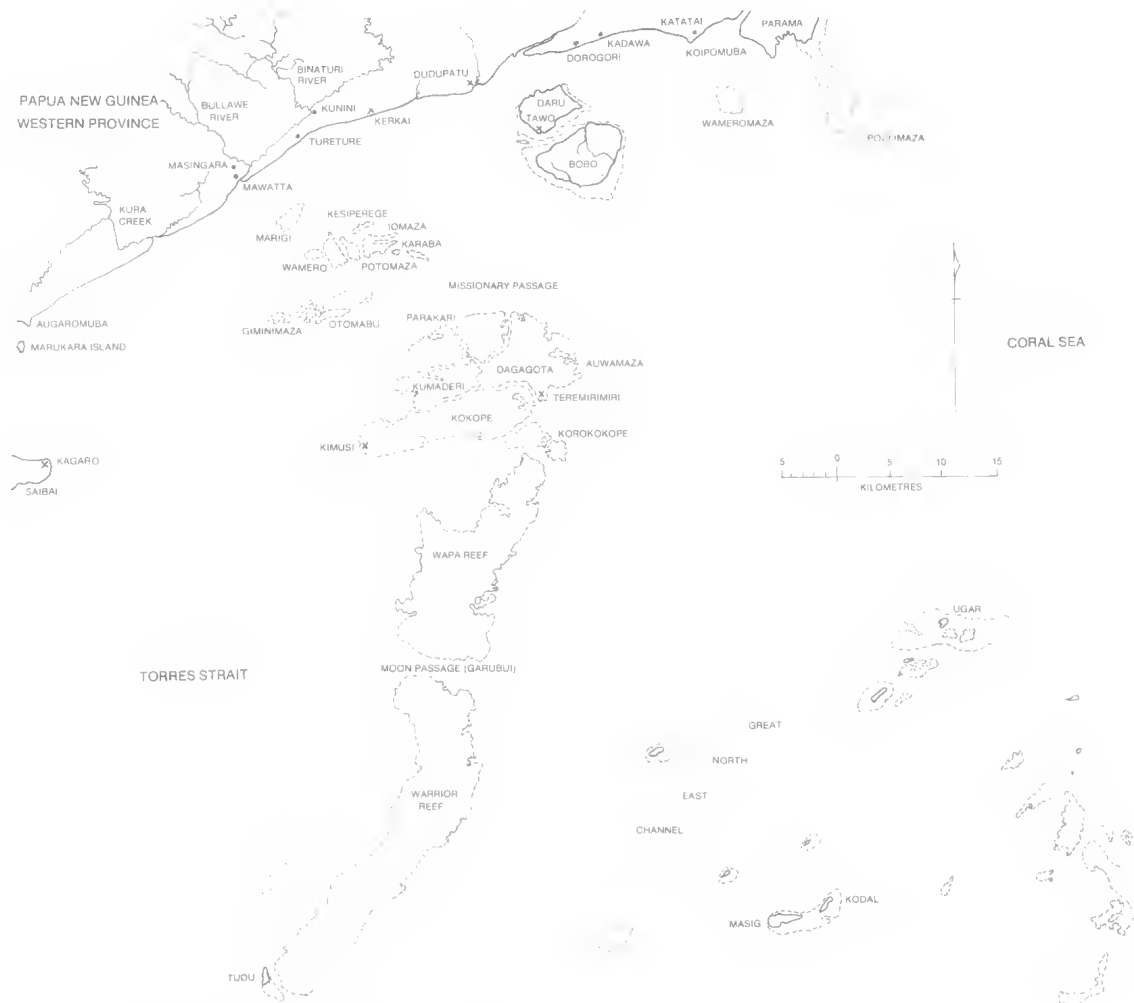 KATATAI
PARAMA
KADAWA
DOROGORI
KOIPOMUBA
BINATURI
RIVER
DUDUPATU
PAPUA NEW GUINEA
WESTERN PROVINCE
BULLAWE
RIVER
KUNINI
KERKAI
DARU
TAWO
WAMEROMAZA
TURETURE
BOBO
MASINGARA
MAWATTA
KURA
CREEK
KESIPEREGE
IOMAZA
MARIGI
KARABA
WAMERO
POTOMAZA
MISSIONARY PASSAGE
AUGAROMUBA
GIMINIMAZA
OTOMABU
PARAKARI
MARUKARA ISLAND
CORAL SEA
DAGAGOTA
AUWAMAZA
KUMADERI
TEREMIRIMIRI
KOKOPE
KOROKOKOPE
KIMUSI
KAGARO
SAIBAI
5 0 5 10 15
KILOMETRES
WAPA REEF
UGAR
TORRES STRAIT
MOON PASSAGE (GARUBUI)
GREAT
NORTH
EAST
CHANNEL
WARRIOR
REEF
KODAL
MASIG
TUDU